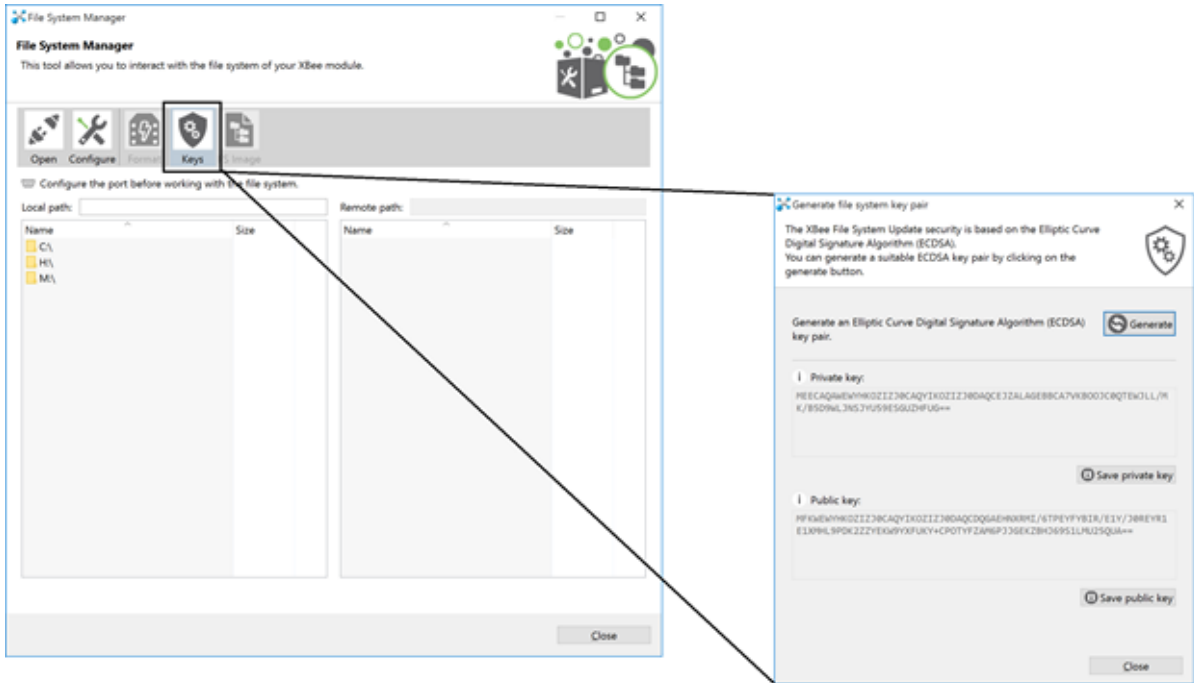 File System Manager
File System Manager
This tool allows you to interact with the file system of your XBee module.
Open Configure Format Keys FS Image
Configure the port before working with the file system.
Local path: Remote path:
Name Size Name Size
C:\
H:\
M:\
Close
Generate file system key pair
The XBee File System Update security is based on the Elliptic Curve
Digital Signature Algorithm (ECDSA).
You can generate a suitable ECDSA key pair by clicking on the
generate button.
Generate an Elliptic Curve Digital Signature Algorithm (ECDSA)
key pair.
Generate
Private key:
Save private key
Public key:
Save public key
Close